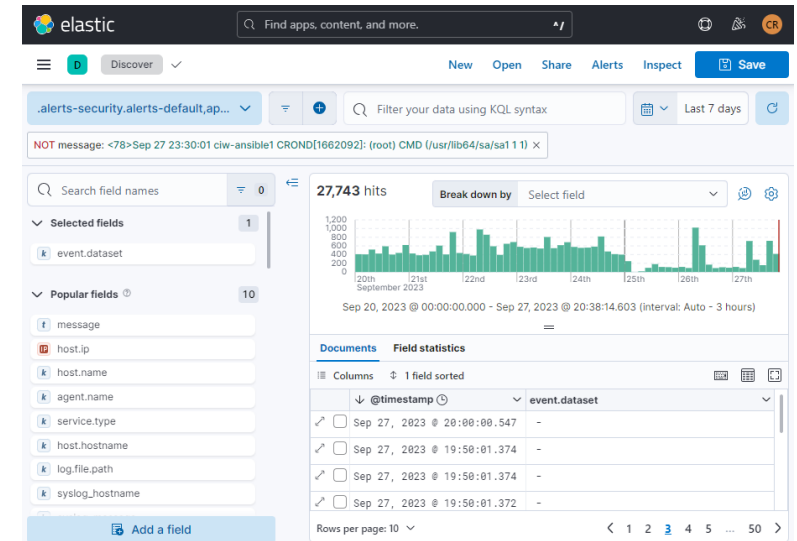 elastic
Find apps, content, and more.
^/
CR
D
Discover
New Open Share Alerts Inspect Save
.alerts-security.alerts-default,ap...
Filter your data using KQL syntax
Last 7 days
NOT message: <78>Sep 27 23:30:01 ciw-ansible1 CROND[1662092]: (root) CMD (/usr/lib64/sa/sa1 1 1) ×
Search field names
0
Selected fields 1
k event.dataset
Popular fields 10
t message
IP host.ip
k host.name
k agent.name
k service.type
k host.hostname
k log.file.path
k syslog_hostname
Add a field
27,743 hits
Break down by Select field
1,200
1,000
800
600
400
200
0
20th 21st 22nd 23rd 24th 25th 26th 27th
September 2023
Sep 20, 2023 @ 00:00:00.000 - Sep 27, 2023 @ 20:38:14.603 (interval: Auto - 3 hours)
Documents Field statistics
Columns 1 field sorted
@timestamp event.dataset
Sep 27, 2023 @ 20:00:00.547 -
Sep 27, 2023 @ 19:50:01.374 -
Sep 27, 2023 @ 19:50:01.374 -
Sep 27, 2023 @ 19:50:01.372 -
Rows per page: 10
1 2 3 4 5 ... 50